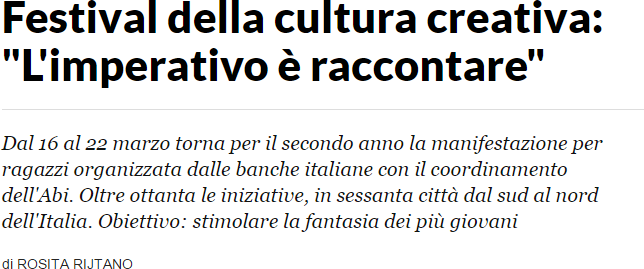 Festival della cultura creativa:
"L'imperativo è raccontare"
Dal 16 al 22 marzo torna per il secondo anno la manifestazione per
ragazzi organizzata dalle banche italiane con il coordinamento
dell'Abi. Oltre ottanta le iniziative, in sessanta città dal sud al nord
dell'Italia. Obiettivo: stimolare la fantasia dei più giovani
di ROSITA RIJTANO